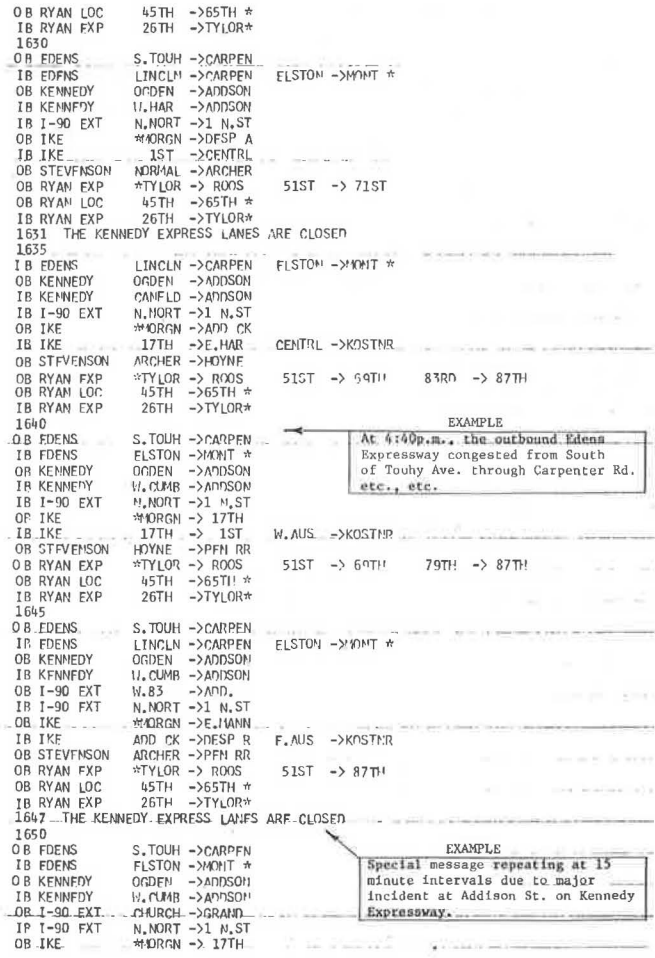 OB RYAN LOC 45TH ->65TH *
IB RYAN EXP 26TH ->TYLOR*
1630
OB EDENS S.TOUH ->CARPEN
IB EDENS LINCLN ->CARPEN ELSTON ->MONT *
OB KENNEDY OGDEN ->ADDSON
IB KENNEDY U.HAR ->ADDSON
IB I-90 EXT N.NORT ->1 N.ST
OB IKE *MORGN ->DESP A
IB IKE 1ST ->CENTRL
OB STEVENSON NORMAL ->ARCHER
OB RYAN EXP *TYLOR -> ROOS 51ST -> 71ST
OB RYAN LOC 45TH ->65TH *
IB RYAN EXP 26TH ->TYLOR*
1631 THE KENNEDY EXPRESS LANES ARE CLOSED
1635
IB EDENS LINCLN ->CARPEN ELSTON ->MONT *
OB KENNEDY OGDEN ->ADDSON
IB KENNEDY CANFLD ->ADDSON
IB I-90 EXT N.NORT ->1 N.ST
OB IKE *MORGN ->ADD CK
IB IKE 17TH ->E.HAR CENTRL ->KOSTNR
OB STEVENSON ARCHER ->HOYNE
OB RYAN EXP *TYLOR -> ROOS 51ST -> 69TH 83RD -> 87TH
OB RYAN LOC 45TH ->65TH *
IB RYAN EXP 26TH ->TYLOR*
1640
EXAMPLE
OB EDENS S.TOUH ->CARPEN
IB EDENS ELSTON ->MONT *
OB KENNEDY OGDEN ->ADDSON
IB KENNEDY W.CUMB ->ADDSON
IB I-90 EXT N.NORT ->1 N.ST
OB IKE *MORGN -> 17TH
IB IKE 17TH -> 1ST W.AUS ->KOSTNR
OB STEVENSON HOYNE ->PEN RR
OB RYAN EXP *TYLOR -> ROOS 51ST -> 69TH 79TH -> 87TH
OB RYAN LOC 45TH ->65TH *
IB RYAN EXP 26TH ->TYLOR*
At 4:40p.m., the outbound Edens
Expressway congested from South
of Touhy Ave. through Carpenter Rd.
etc., etc.
1645
OB EDENS S.TOUH ->CARPEN
IB EDENS LINCLN ->CARPEN ELSTON ->MONT *
OB KENNEDY OGDEN ->ADDSON
IB KENNEDY W.CUMB ->ADDSON
OB I-90 EXT W.83 ->ADD.
IB I-90 EXT N.NORT ->1 N.ST
OB IKE *MORGN ->E.MANN
IB IKE ADD CK ->DESP R E.AUS ->KOSTNR
OB STEVENSON ARCHER ->PEN RR
OB RYAN EXP *TYLOR -> ROOS 51ST -> 87TH
OB RYAN LOC 45TH ->65TH *
IB RYAN EXP 26TH ->TYLOR*
1647 THE KENNEDY EXPRESS LANES ARE CLOSED
1650
OB EDENS S.TOUH ->CARPEN
IB EDENS ELSTON ->MONT *
OB KENNEDY OGDEN ->ADDSON
IB KENNEDY W.CUMB ->ADDSON
OB I-90 EXT CHURCH ->GRAND
IB I-90 EXT N.NORT ->1 N.ST
OB IKE *MORGN -> 17TH
EXAMPLE
Special message repeating at 15
minute intervals due to major
incident at Addison St. on Kennedy
Expressway.